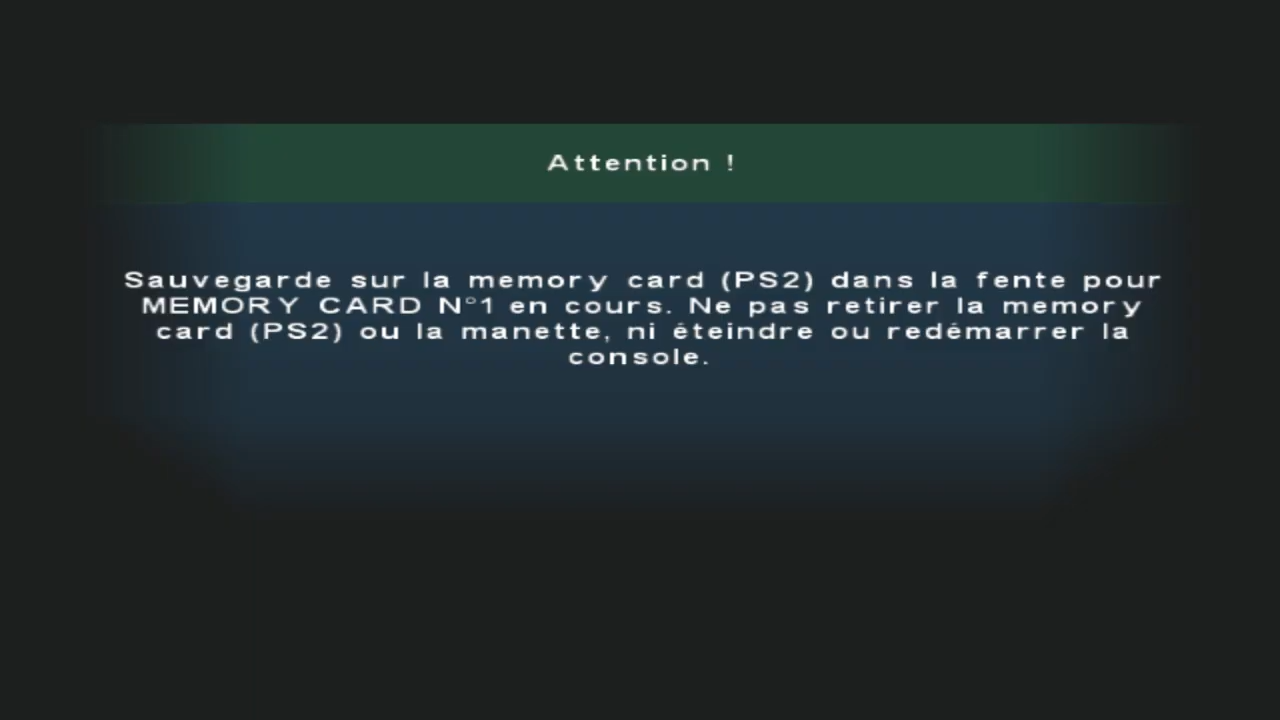 Attention !
Sauvegarde sur la memory card (PS2) dans la fente pour
MEMORY CARD N°1 en cours. Ne pas retirer la memory
card (PS2) ou la manette, ni éteindre ou redémarrer la
console.